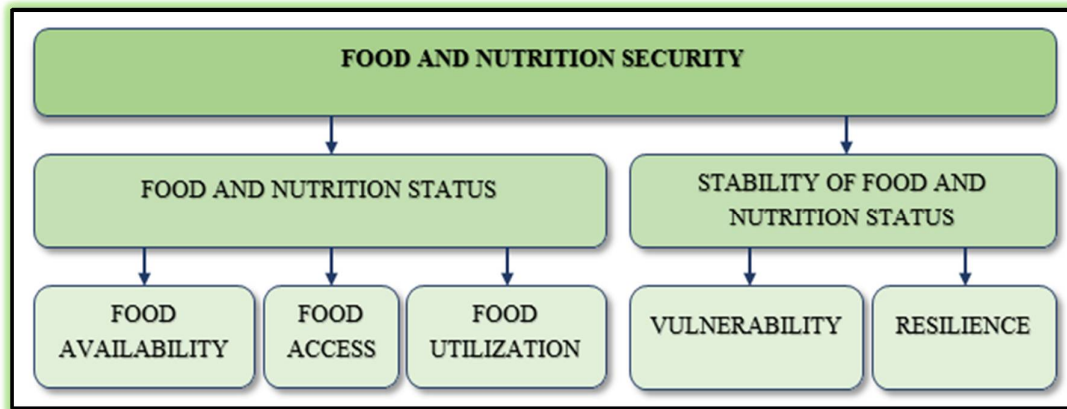 FOOD AND NUTRITION SECURITY
FOOD AND NUTRITION STATUS
STABILITY OF FOOD AND
NUTRITION STATUS
FOOD
AVAILABILITY
FOOD
ACCESS
FOOD
UTILIZATION
VULNERABILITY
RESILIENCE